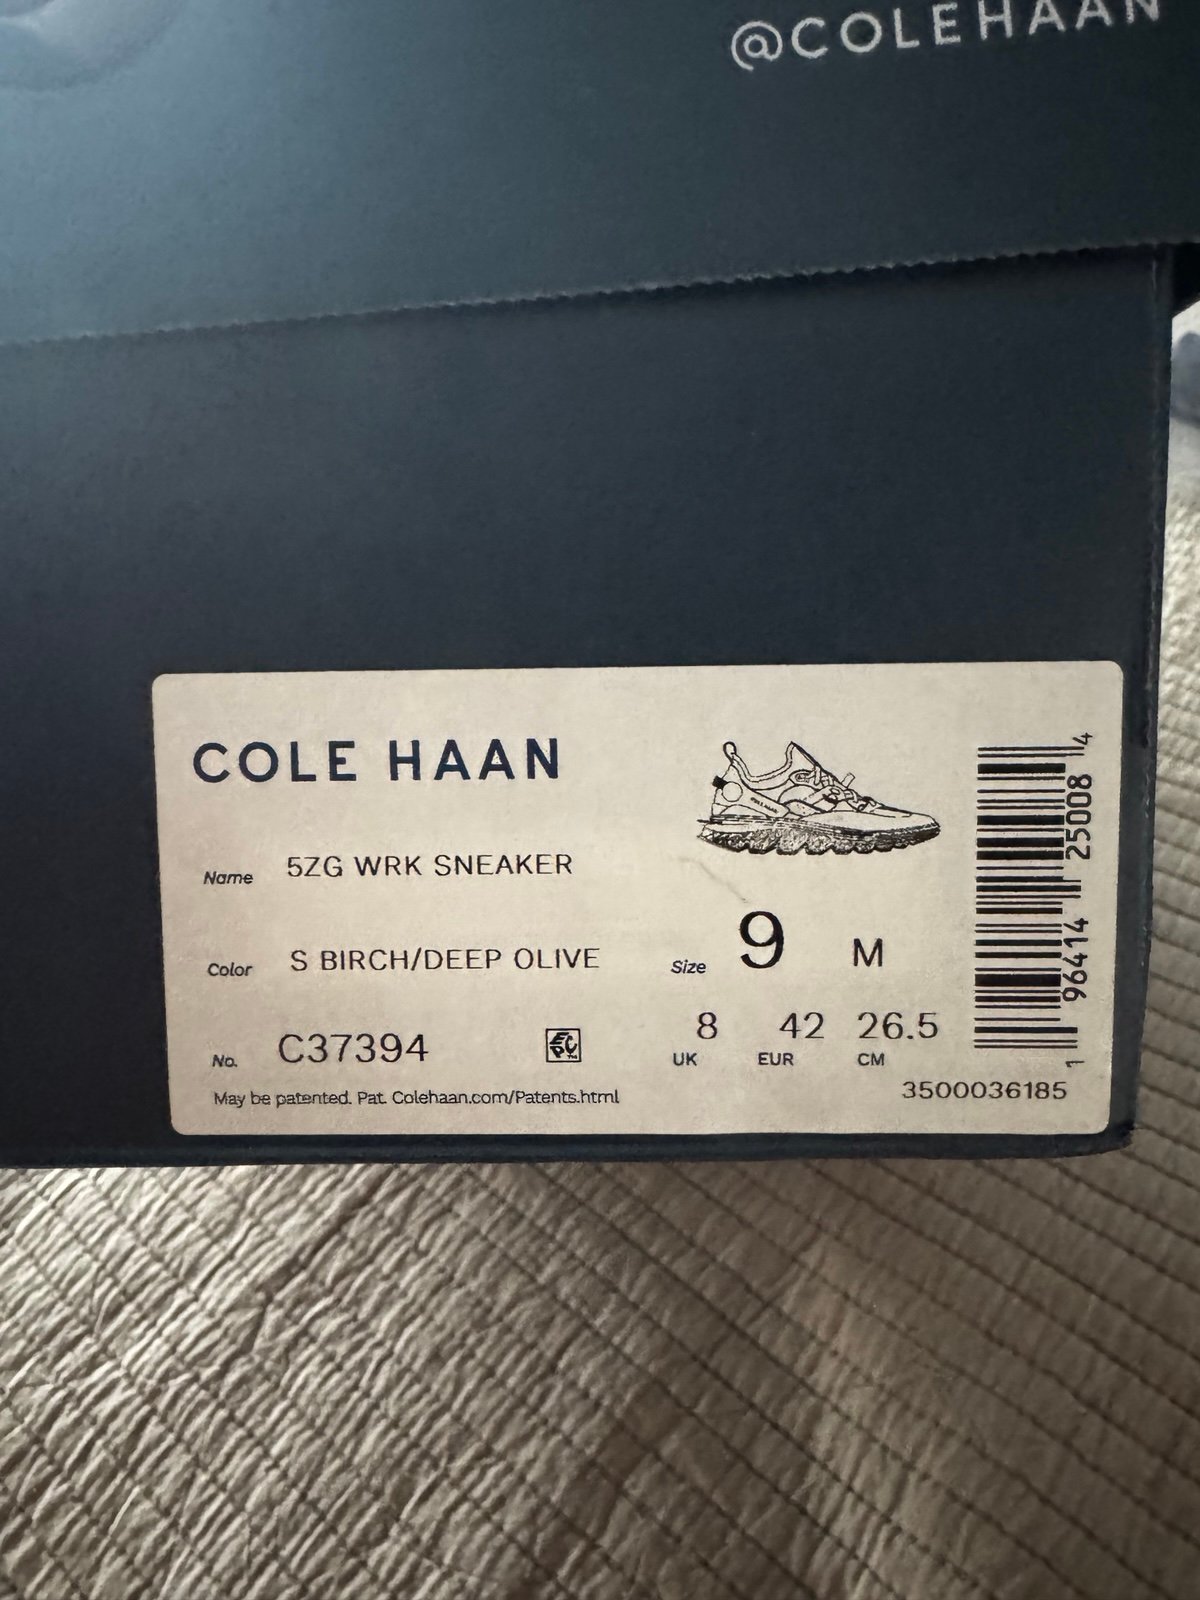 @COLEHAAN
COLE HAAN
Name 5ZG WRK SNEAKER
Color S BIRCH/DEEP OLIVE
No. C37394
May be patented. Pat. Colehaan.com/Patents.html
Size 9 M
8 42 26.5
UK EUR CM
3500036185
1 96414 25008 4